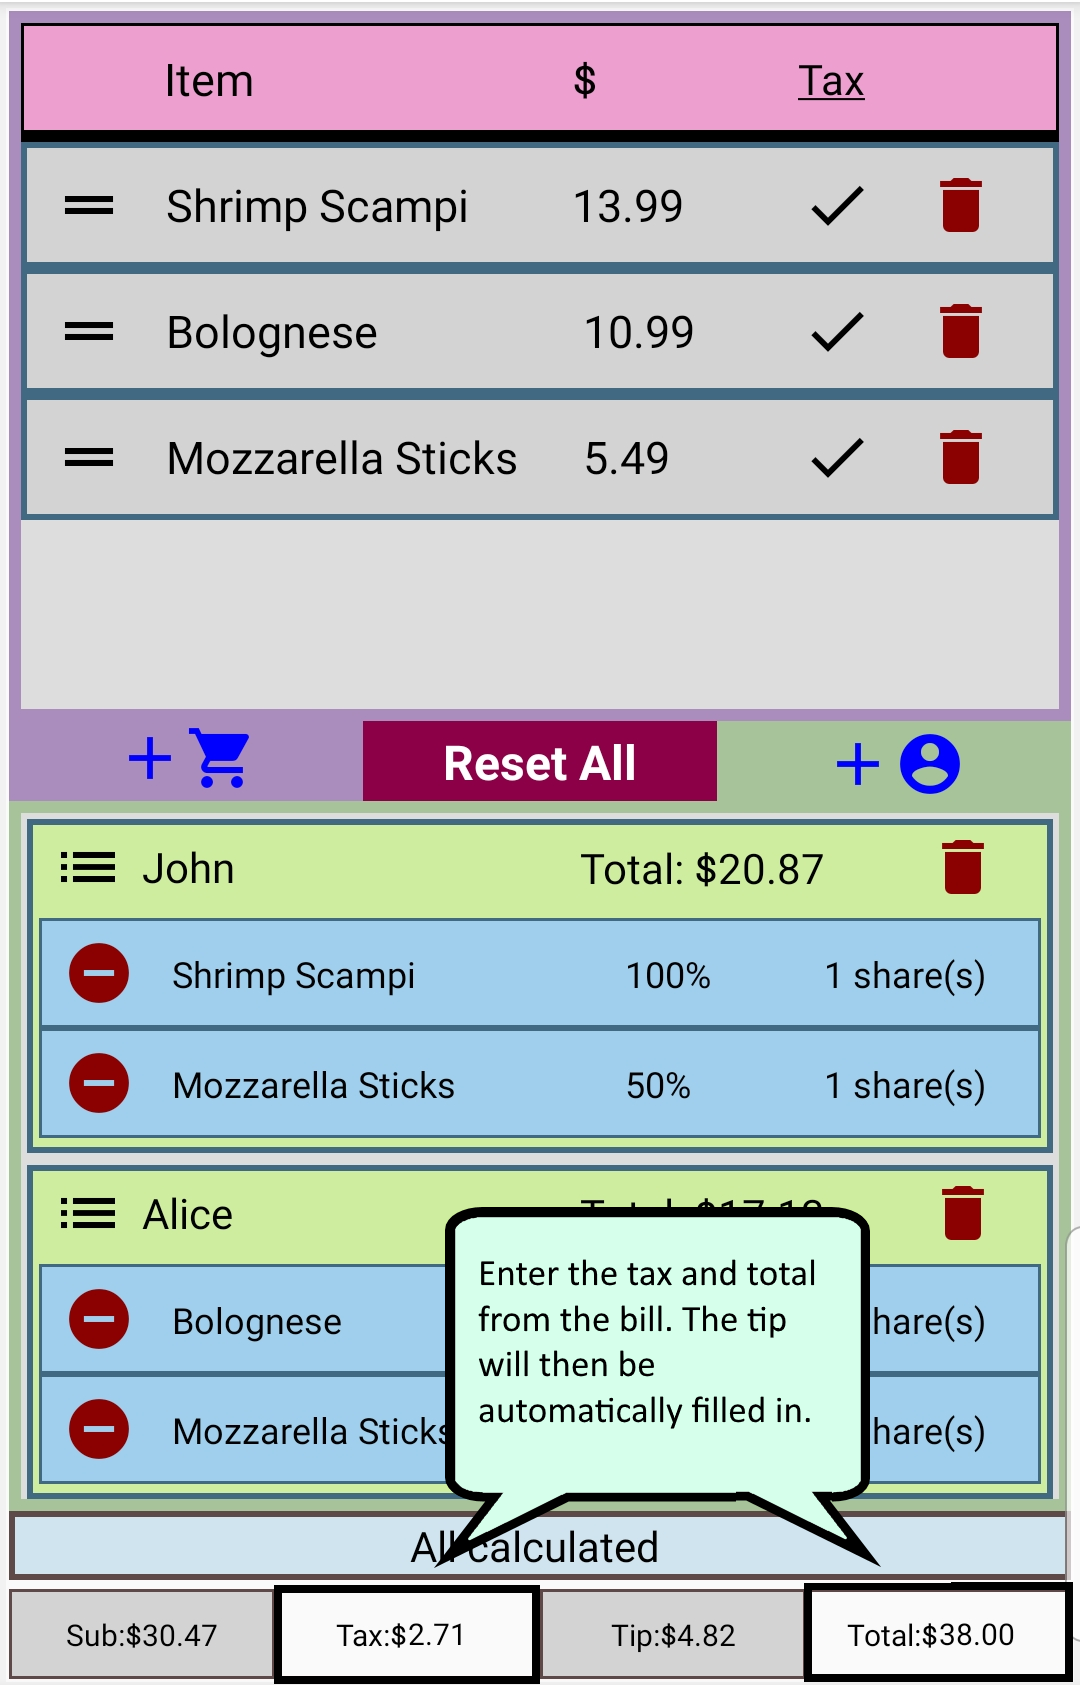 Item $ Tax
Shrimp Scampi 13.99
Bolognese 10.99
Mozzarella Sticks 5.49
Reset All
John Total: $20.87
Shrimp Scampi 100% 1 share(s)
Mozzarella Sticks 50% 1 share(s)
Alice
Enter the tax and total
from the bill. The tip
will then be
automatically filled in.
Bolognese hare(s)
Mozzarella Sticks hare(s)
All calculated
Sub:$30.47 Tax:$2.71 Tip:$4.82 Total:$38.00